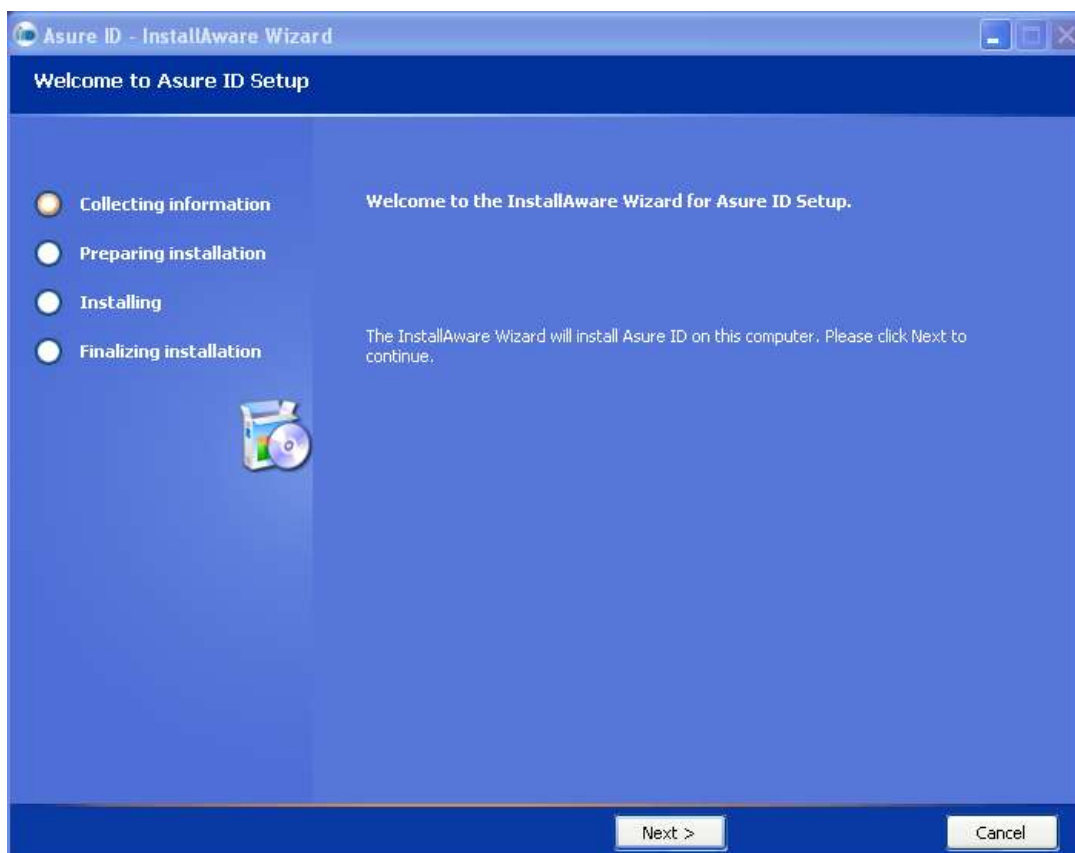 Asure ID - InstallAware Wizard
Welcome to Asure ID Setup
Collecting information
Preparing installation
Installing
Finalizing installation
Welcome to the InstallAware Wizard for Asure ID Setup.
The InstallAware Wizard will install Asure ID on this computer. Please click Next to
continue.
Next >
Cancel